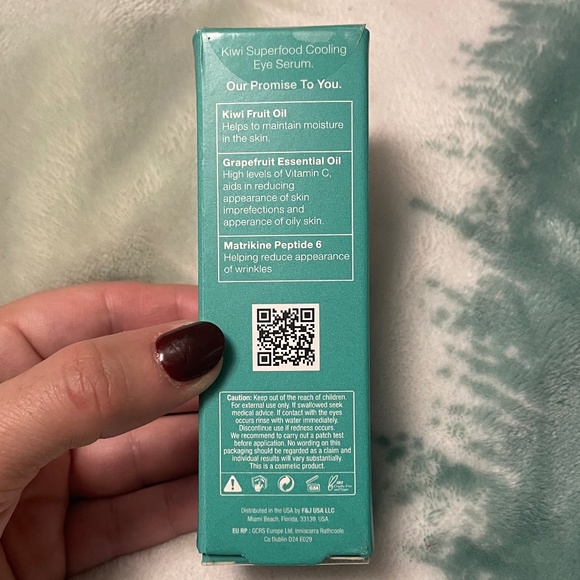 Kiwi Superfood Cooling
Eye Serum.
Our Promise To You.
Kiwi Fruit Oil
Helps to maintain moisture
in the skin.
Grapefruit Essential Oil
High levels of Vitamin C,
aids in reducing
appearance of skin
imprefections and
apperance of oily skin.
Matrikine Peptide 6
Helping reduce appearance
of wrinkles
Caution: Keep out of the reach of children.
For external use only. If swallowed seek
medical advice. If contact with the eyes
occurs rinse with water immediately.
Discontinue use if redness occurs.
We recommend to carry out a patch test
before application. No wording on this
packaging should be regarded as a claim and
individual results will vary substantially.
This is a cosmetic product.
Distributed in the USA by F&J USA LLC
Miami Beach, Florida, 33139, USA
EU RP : GCRS Europe Ltd, Inniscarra Rathcoole
Co Dublin D24 E029